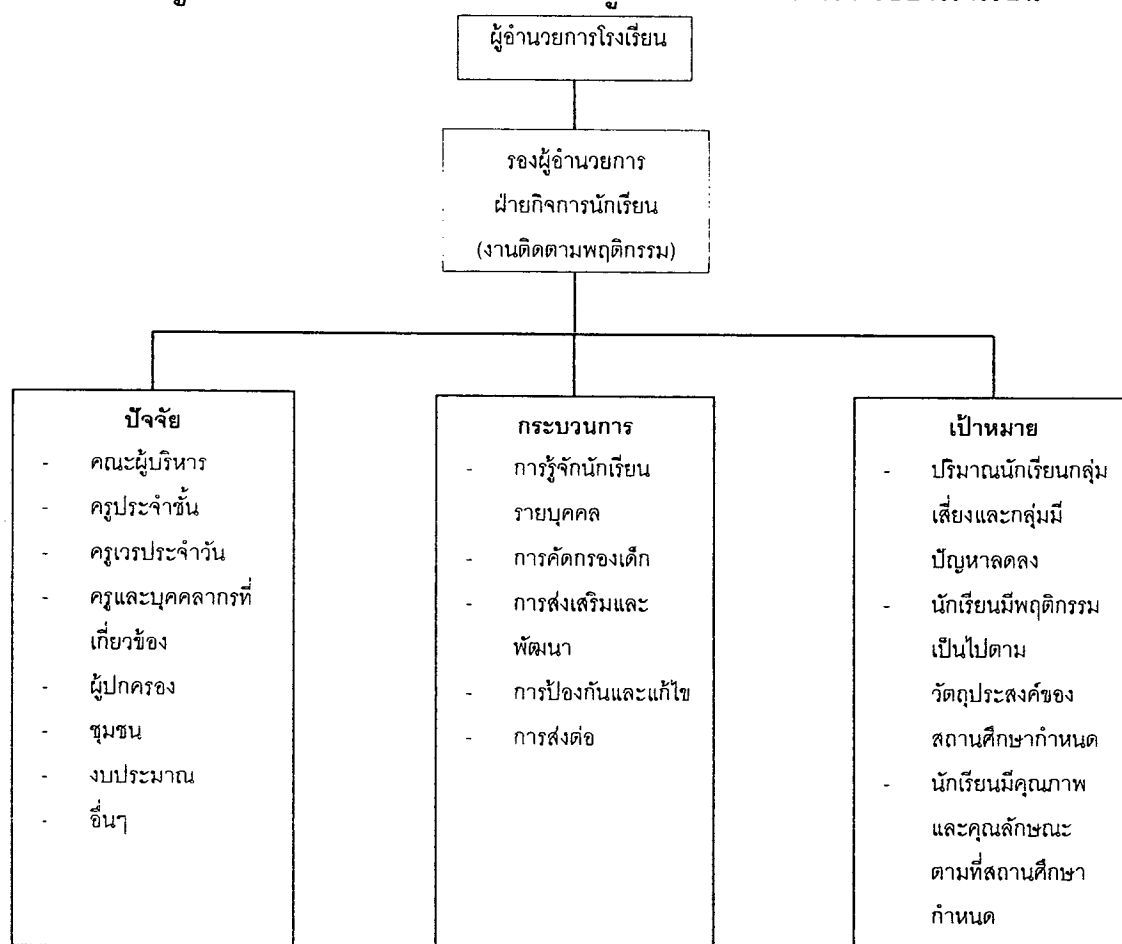 ผู้อำนวยการโรงเรียน
รองผู้อำนวยการ
ฝ่ายกิจการนักเรียน
(งานติดตามพฤติกรรม)
ปัจจัย
- คณะผู้บริหาร
- ครูประจำชั้น
- ครูเวรประจำวัน
- ครูและบุคคลากรที่
เกี่ยวข้อง
- ผู้ปกครอง
- ชุมชน
- งบประมาณ
- อื่นๆ
กระบวนการ
- การรู้จักนักเรียน
รายบุคคล
- การคัดกรองเด็ก
- การส่งเสริมและ
พัฒนา
- การป้องกันและแก้ไข
- การส่งต่อ
เป้าหมาย
- ปริมาณนักเรียนกลุ่ม
เสี่ยงและกลุ่มมี
ปัญหาลดลง
- นักเรียนมีพฤติกรรม
เป็นไปตาม
วัตถุประสงค์ของ
สถานศึกษากำหนด
- นักเรียนมีคุณภาพ
และคุณลักษณะ
ตามที่สถานศึกษา
กำหนด